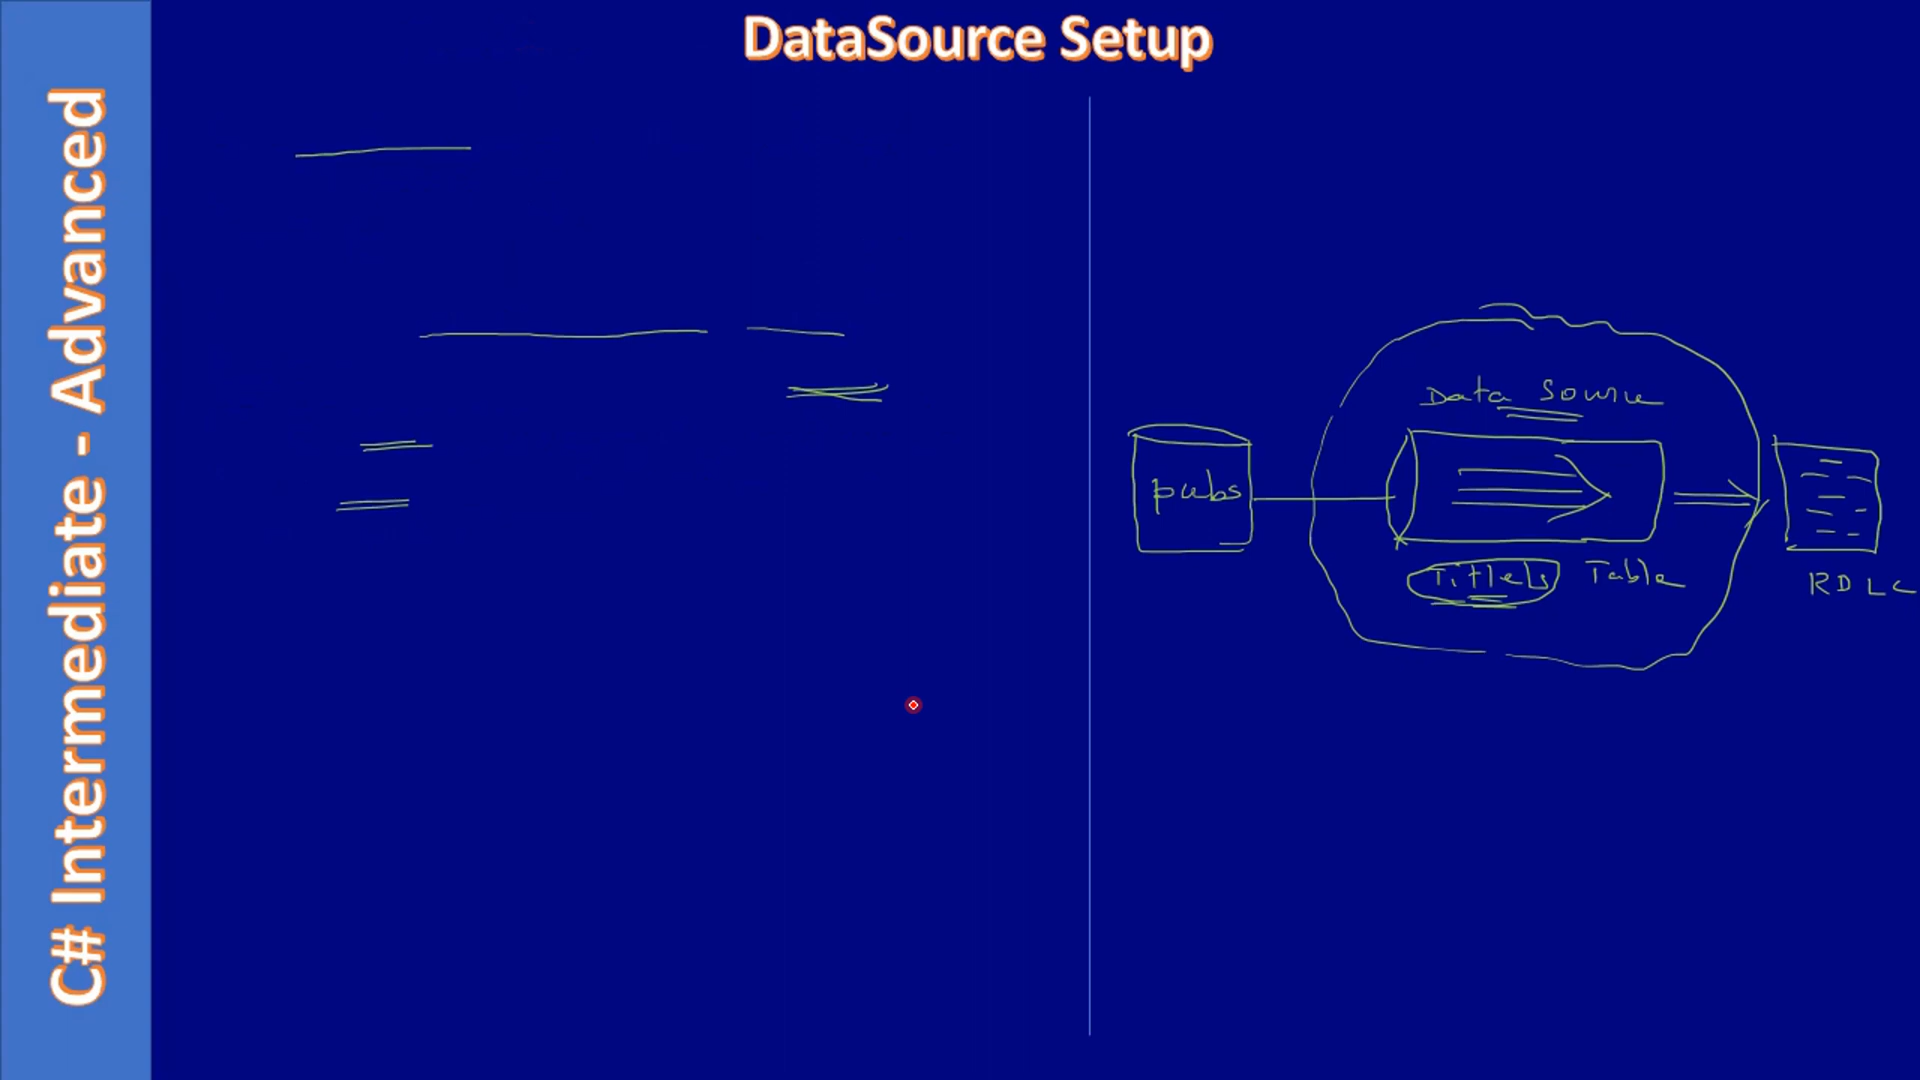 DataSource Setup
C# Intermediate - Advanced
Data Source
pubs
Titles Table
RDLC